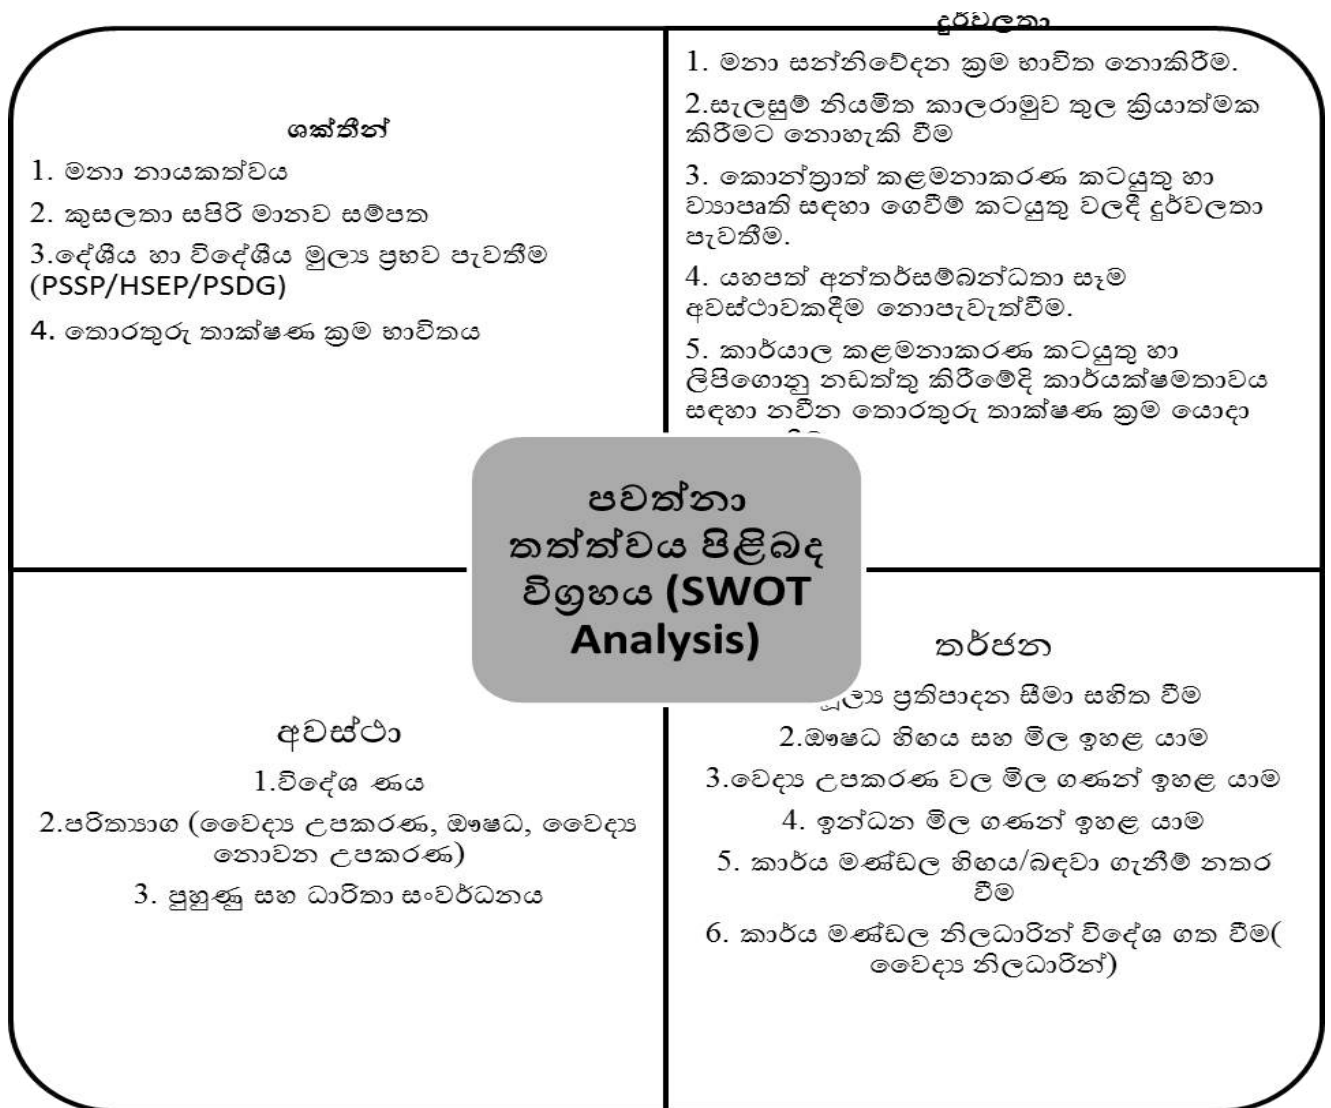 ශක්තීන්
1. මනා නායකත්වය
2. කුසලතා සපිරි මානව සම්පත
3.දේශීය හා විදේශීය මුල්‍ය ප්‍රභව පැවතීම
(PSSP/HSEP/PSDG)
4. තොරතුරු තාක්ෂණ ක්‍රම භාවිතය
දුර්වලතා
1. මනා සන්නිවේදන ක්‍රම භාවිත නොකිරීම.
2.සැලසුම් නියමිත කාලරාමුව තුල ක්‍රියාත්මක
කිරීමට නොහැකි වීම
3. කොන්ත්‍රාත් කළමනාකරණ කටයුතු හා
ව්‍යාපෘති සඳහා ගෙවීම් කටයුතු වලදී දුර්වලතා
පැවතීම.
4. යහපත් අන්තර්සම්බන්ධතා සෑම
අවස්ථාවකදීම නොපැවැත්වීම.
5. කාර්යාල කළමනාකරණ කටයුතු හා
ලිපිගොනු නඩත්තු කිරීමේදි කාර්යක්ෂමතාවය
සඳහා නවීන තොරතුරු තාක්ෂණ ක්‍රම යොදා
පවත්නා
තත්ත්වය පිළිබද
විග්‍රහය (SWOT
Analysis)
අවස්ථා
1.විදේශ ණය
2.පරිත්‍යාග (වෛද්‍ය උපකරණ, ඖෂධ, වෛද්‍ය
නොවන උපකරණ)
3. පුහුණු සහ ධාරිතා සංවර්ධනය
තර්ජන
ප්‍රතිපාදන සීමා සහිත වීම
2.ඖෂධ හිඟය සහ මිල ඉහළ යාම
3.වෙද්‍ය උපකරණ වල මිල ගණන් ඉහළ යාම
4. ඉන්ධන මිල ගණන් ඉහළ යාම
5. කාර්ය මණ්ඩල හිඟය/බඳවා ගැනීම් නතර
වීම
6. කාර්ය මණ්ඩල නිලධාරින් විදේශ ගත වීම(
වෛද්‍ය නිලධාරින්)